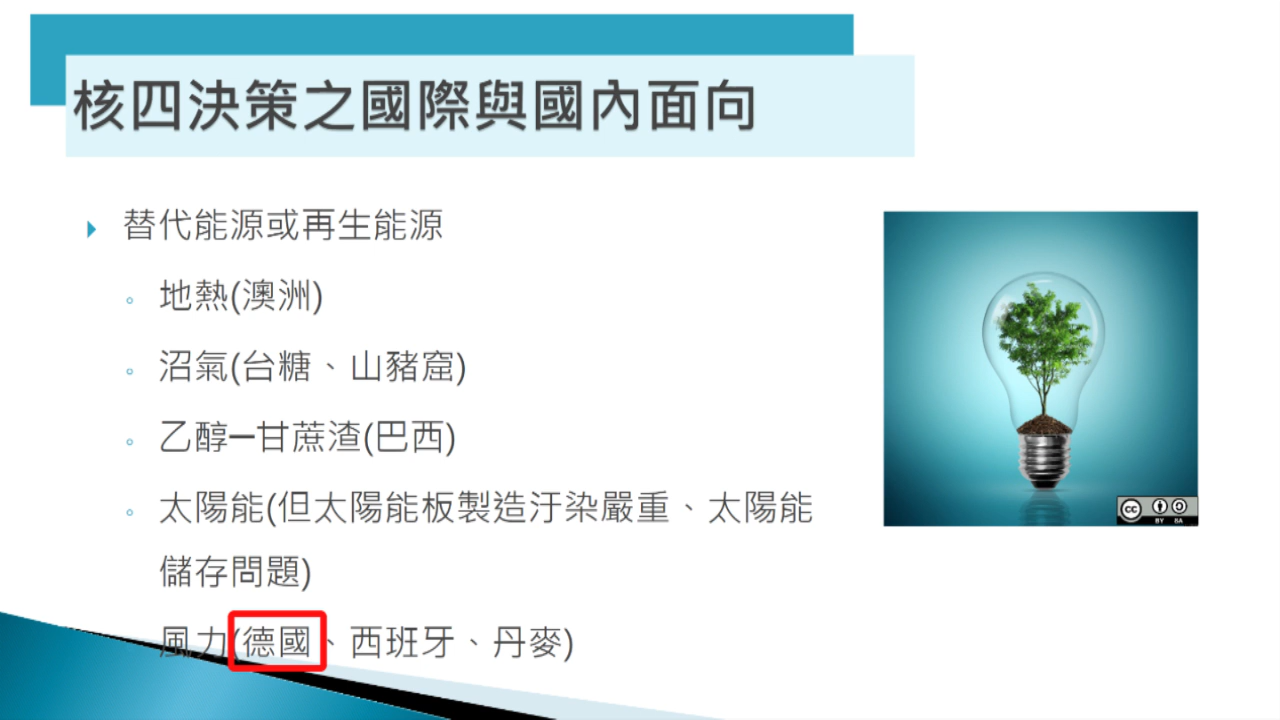 核四決策之國際與國內面向
替代能源或再生能源
地熱(澳洲)
沼氣(台糖、山豬窟)
乙醇─甘蔗渣(巴西)
太陽能(但太陽能板製造汙染嚴重、太陽能
儲存問題)
風力(德國、西班牙、丹麥)
cc
BY SA